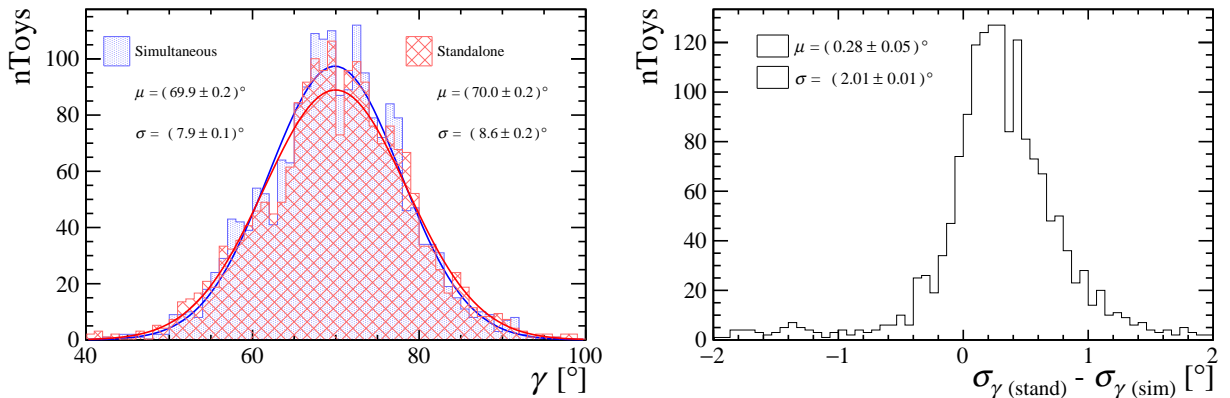 nToys
100
80
60
40
20
0
Simultaneous
μ = ( 69.9 ± 0.2 )°
σ = ( 7.9 ± 0.1 )°
Standalone
μ = ( 70.0 ± 0.2 )°
σ = ( 8.6 ± 0.2 )°
40 60 80 100
γ [°]
nToys
120
100
80
60
40
20
0
μ = ( 0.28 ± 0.05 )°
σ = ( 2.01 ± 0.01 )°
−2 −1 0 1 2
σγ (stand) - σγ (sim) [°]